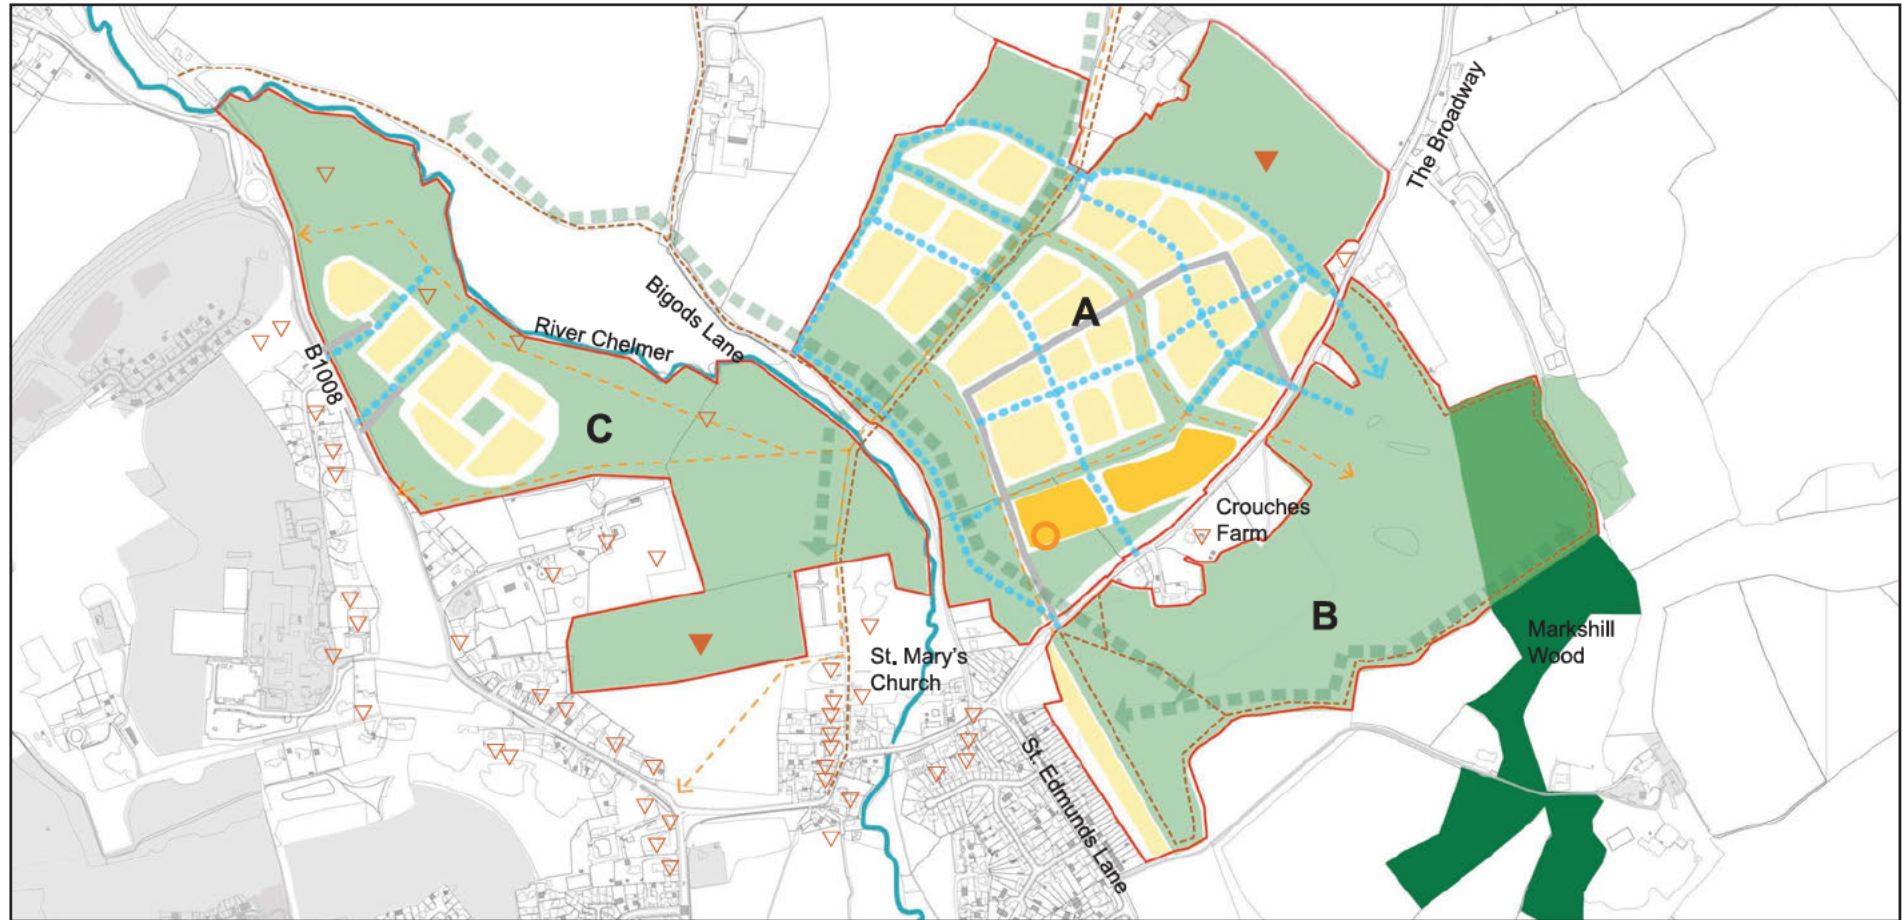 The Broadway
Bigods Lane
A
River Chelmer
B1008
C
Crouches
Farm
B
Markshill
Wood
St. Mary's
Church
St. Edmunds Lane